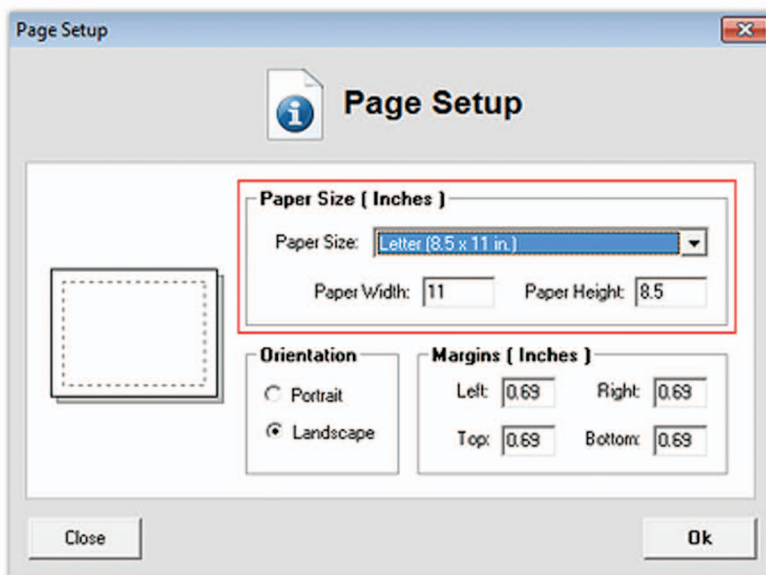 Page Setup
Page Setup
Paper Size ( Inches )
Paper Size: Letter (8.5 x 11 in.)
Paper Width: 11 Paper Height: 8.5
Orientation
Portrait
Landscape
Margins ( Inches )
Left: 0.69 Right: 0.69
Top: 0.69 Bottom: 0.69
Close Ok